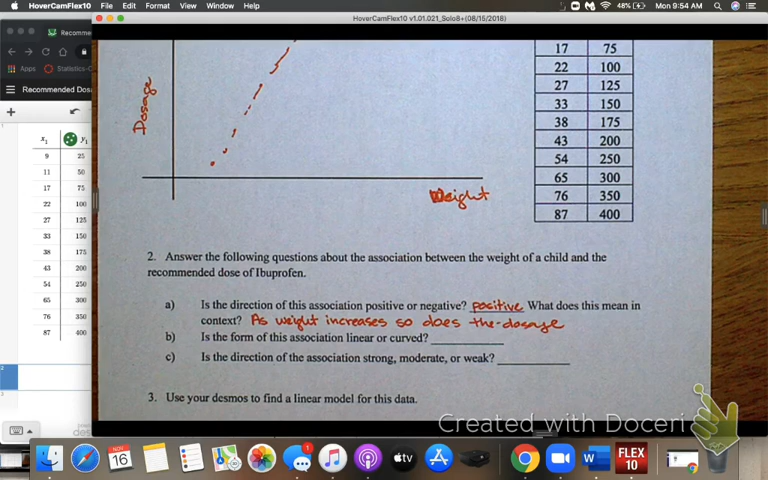 HoverCamFlex10 File Edit Format Window Help 48% Mon 9:54 AM
HoverCamFlex10 v1.01.021_Solo8+(08/15/2018)
Recomme
Apps Statistics-C
Recommended Dos
x₁ y₁
9 25
11 50
17 75
22 100
27 125
33 150
38 175
43 200
54 250
65 300
76 350
87 400
2
3
Dosage
Weight
17 75
22 100
27 125
33 150
38 175
43 200
54 250
65 300
76 350
87 400
2. Answer the following questions about the association between the weight of a child and the
recommended dose of Ibuprofen.
a) Is the direction of this association positive or negative? positive What does this mean in
context? As weight increases so does the dosage
b) Is the form of this association linear or curved?
c) Is the direction of the association strong, moderate, or weak?
3. Use your desmos to find a linear model for this data.
Created with Doceri
NOV
16
1
tv
W
FLEX
10